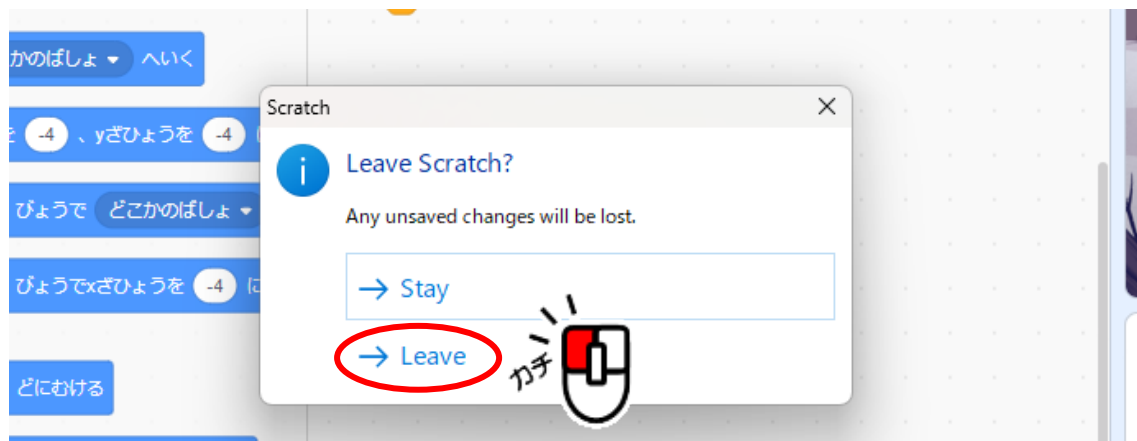 かのばしょ へいく
Scratch
を -4 、yざひょうを -4
Leave Scratch?
びょうで どこかのばしょ
Any unsaved changes will be lost.
びょうでxざひょうを -4 に
Stay
Leave
カチ
どにむける